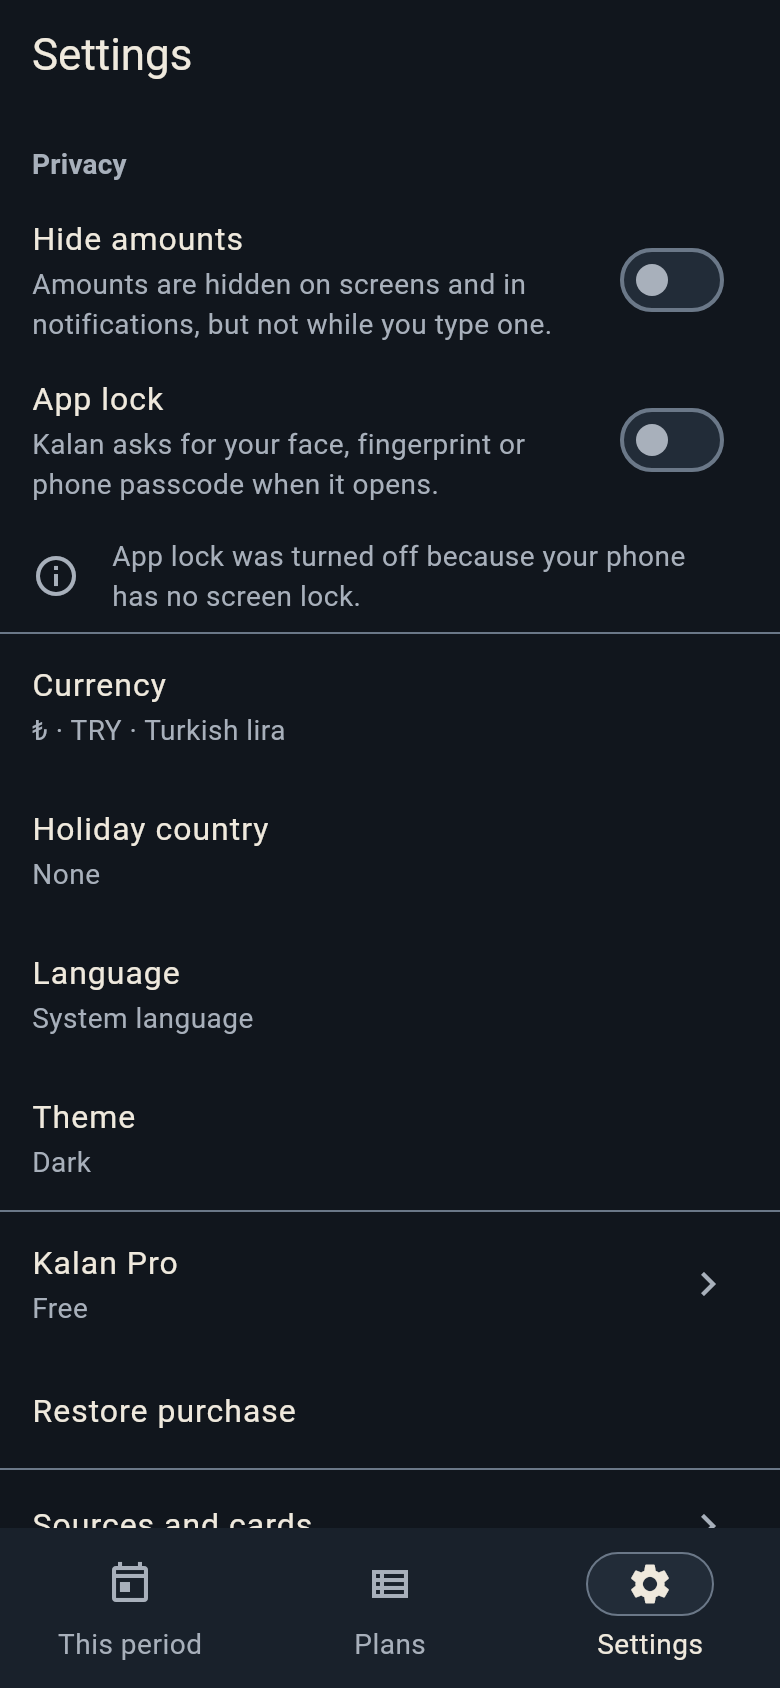 Settings
Privacy
Hide amounts
Amounts are hidden on screens and in
notifications, but not while you type one.
App lock
Kalan asks for your face, fingerprint or
phone passcode when it opens.
App lock was turned off because your phone
has no screen lock.
Currency
₺ · TRY · Turkish lira
Holiday country
None
Language
System language
Theme
Dark
Kalan Pro
Free
Restore purchase
Sources and cards
This period
Plans
Settings